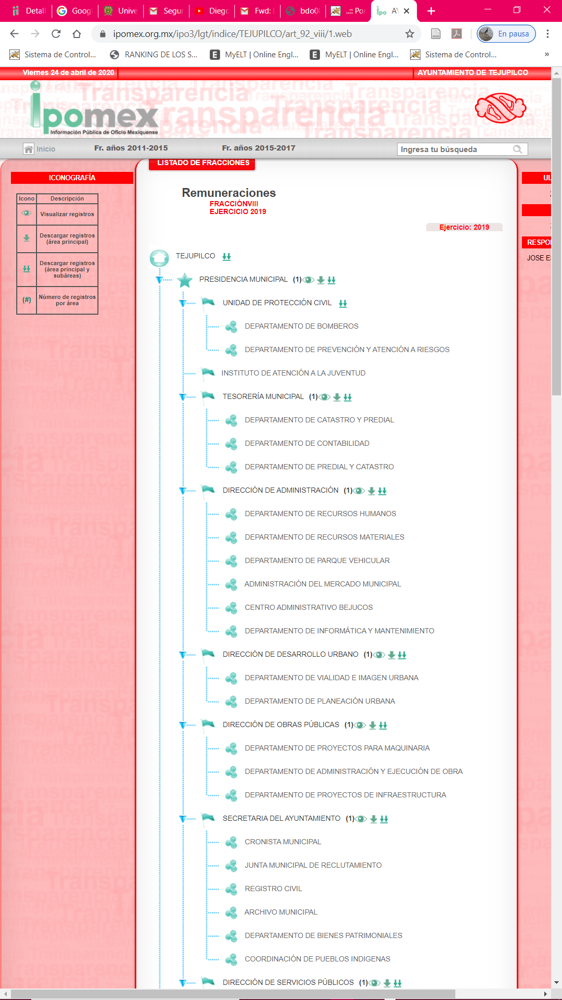 Detall
Googl
Unive
Segur
Diego
Fwd:
bdo0
..:: Po
AY
ipomex.org.mx/ipo3/lgt/indice/TEJUPILCO/art_92_viii/1.web
En pausa
Sistema de Control...
RANKING DE LOS S...
MyELT | Online Engl...
MyELT | Online Engl...
Sistema de Control...
»
Viernes 24 de abril de 2020
AYUNTAMIENTO DE TEJUPILCO
Transparencia
ipomex
Información Pública de Oficio Mexiquense
Inicio
Fr. años 2011-2015
Fr. años 2015-2017
Ingresa tu búsqueda
LISTADO DE FRACCIONES
ICONOGRAFÍA
UL
Icono Descripción
Visualizar registros
Descargar registros
(área principal)
Descargar registros
(área principal y
subáreas)
(#) Número de registros
por área
RESPO
JOSE ES
Remuneraciones
FRACCIÓNVIII
EJERCICIO 2019
Ejercicio: 2019
TEJUPILCO
PRESIDENCIA MUNICIPAL (1)
UNIDAD DE PROTECCIÓN CIVIL
DEPARTAMENTO DE BOMBEROS
DEPARTAMENTO DE PREVENCIÓN Y ATENCIÓN A RIESGOS
INSTITUTO DE ATENCIÓN A LA JUVENTUD
TESORERÍA MUNICIPAL (1)
DEPARTAMENTO DE CATASTRO Y PREDIAL
DEPARTAMENTO DE CONTABILIDAD
DEPARTAMENTO DE PREDIAL Y CATASTRO
DIRECCIÓN DE ADMINISTRACIÓN (1)
DEPARTAMENTO DE RECURSOS HUMANOS
DEPARTAMENTO DE RECURSOS MATERIALES
DEPARTAMENTO DE PARQUE VEHICULAR
ADMINISTRACIÓN DEL MERCADO MUNICIPAL
CENTRO ADMINISTRATIVO BEJUCOS
DEPARTAMENTO DE INFORMÁTICA Y MANTENIMIENTO
DIRECCIÓN DE DESARROLLO URBANO (1)
DEPARTAMENTO DE VIALIDAD E IMAGEN URBANA
DEPARTAMENTO DE PLANEACIÓN URBANA
DIRECCIÓN DE OBRAS PÚBLICAS (1)
DEPARTAMENTO DE PROYECTOS PARA MAQUINARIA
DEPARTAMENTO DE ADMINISTRACIÓN Y EJECUCIÓN DE OBRA
DEPARTAMENTO DE PROYECTOS DE INFRAESTRUCTURA
SECRETARIA DEL AYUNTAMIENTO (1)
CRONISTA MUNICIPAL
JUNTA MUNICIPAL DE RECLUTAMIENTO
REGISTRO CIVIL
ARCHIVO MUNICIPAL
DEPARTAMENTO DE BIENES PATRIMONIALES
COORDINACIÓN DE PUEBLOS INDIGENAS
DIRECCIÓN DE SERVICIOS PÚBLICOS (1)